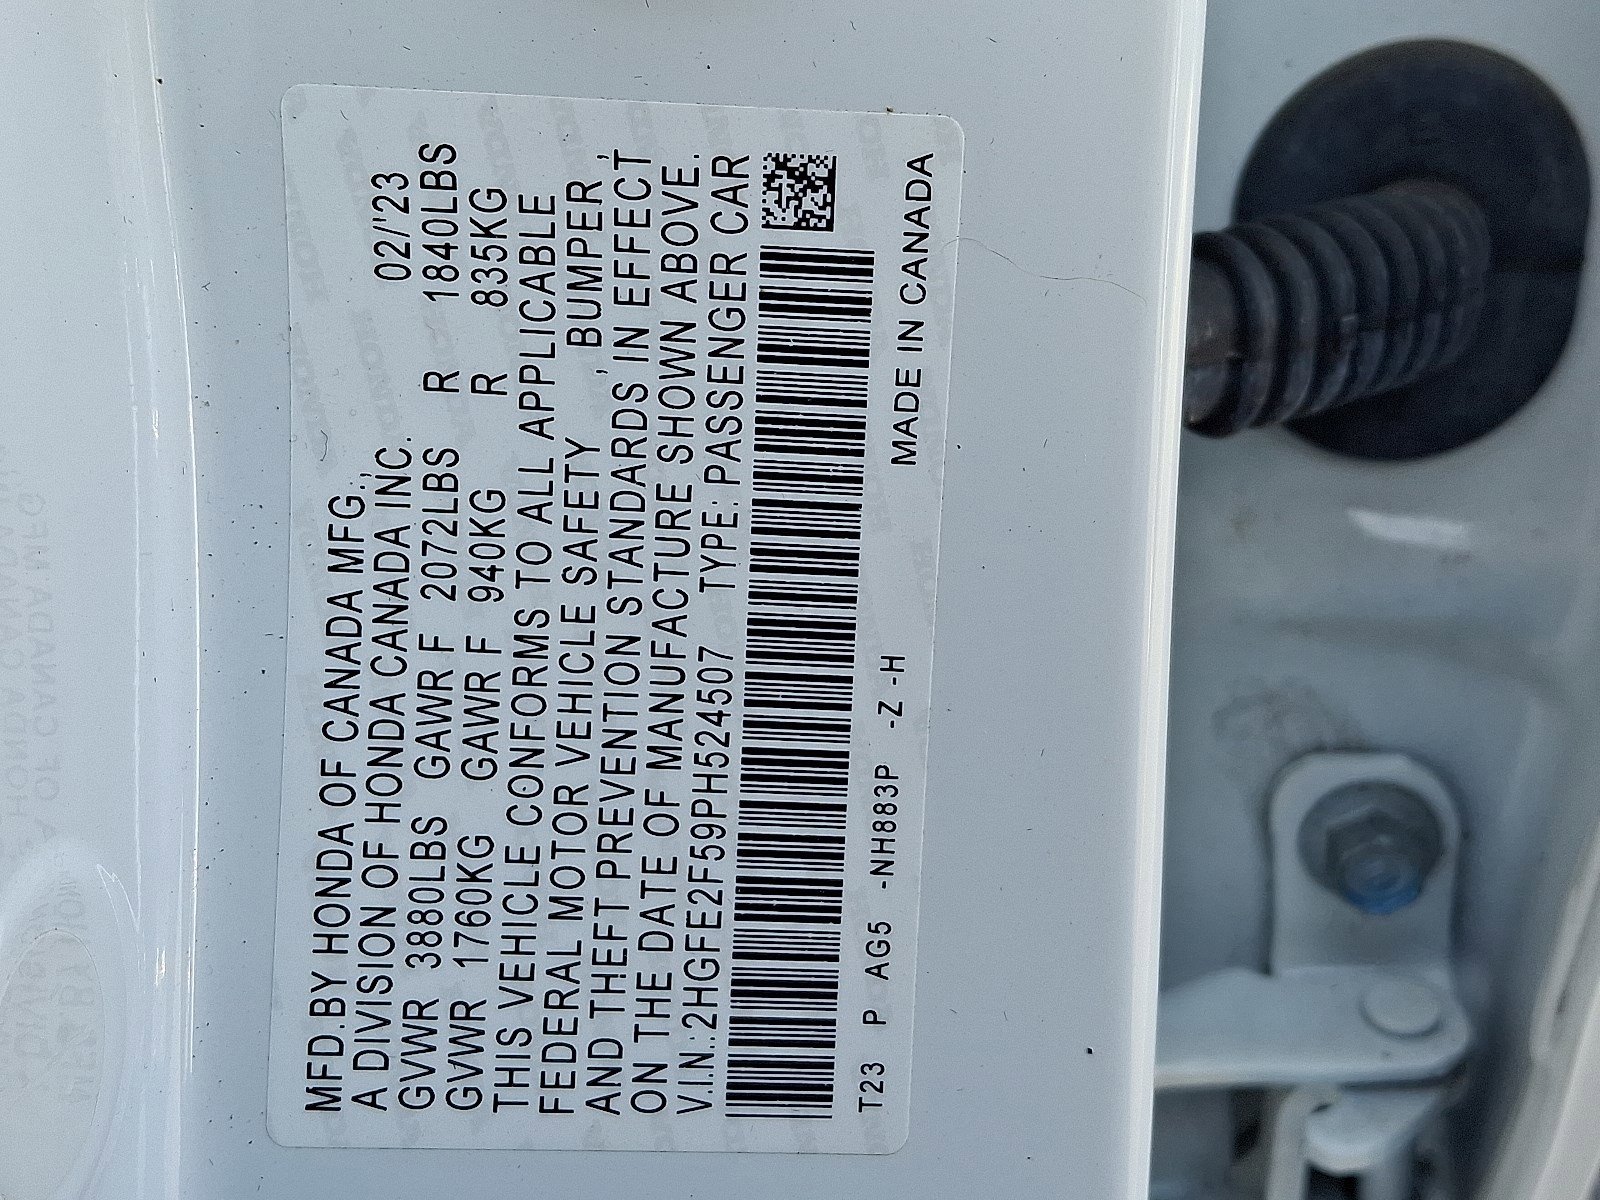 MFD.BY HONDA OF CANADA MFG.,
A DIVISION OF HONDA CANADA INC. 02/'23
GVWR 3880LBS GAWR F 2072LBS R 1840LBS
GVWR 1760KG GAWR F 940KG R 835KG
THIS VEHICLE CONFORMS TO ALL APPLICABLE
FEDERAL MOTOR VEHICLE SAFETY , BUMPER ,
AND THEFT PREVENTION STANDARDS IN EFFECT
ON THE DATE OF MANUFACTURE SHOWN ABOVE.
V.I.N.:2HGFE2F59PH524507 TYPE: PASSENGER CAR
T23 P AG5 -NH883P -Z -H MADE IN CANADA